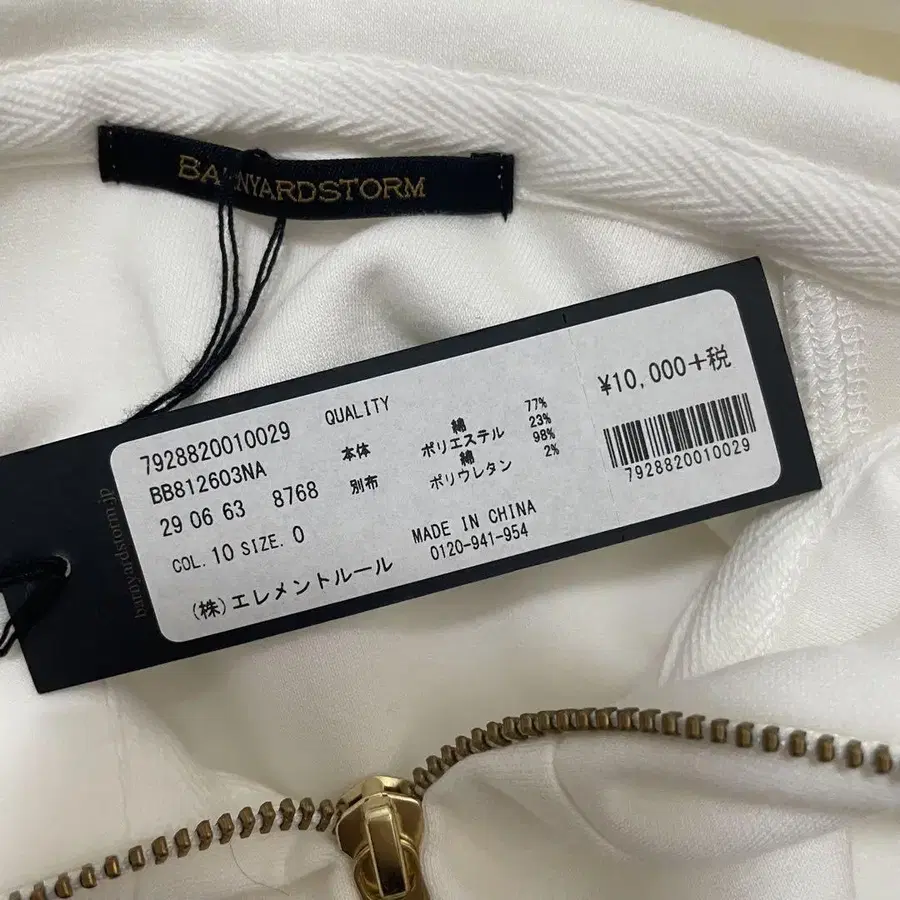 BARNYARDSTORM
7928820010029
BB812603NA
29 06 63 8768
COL. 10 SIZE. 0
(株)エレメントルール
QUALITY
本体 綿 77%
ポリエステル 23%
別布 綿 98%
ポリウレタン 2%
MADE IN CHINA
0120-941-954
¥10,000+税
7928820010029
barnyardstorm.jp